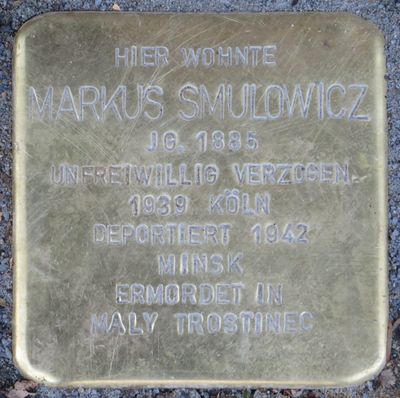 HIER WOHNTE
MARKUS SMULOWICZ
JG. 1885
UNFREIWILLIG VERZOGEN
1939 KÖLN
DEPORTIERT 1942
MINSK
ERMORDET IN
MALY TROSTINEC